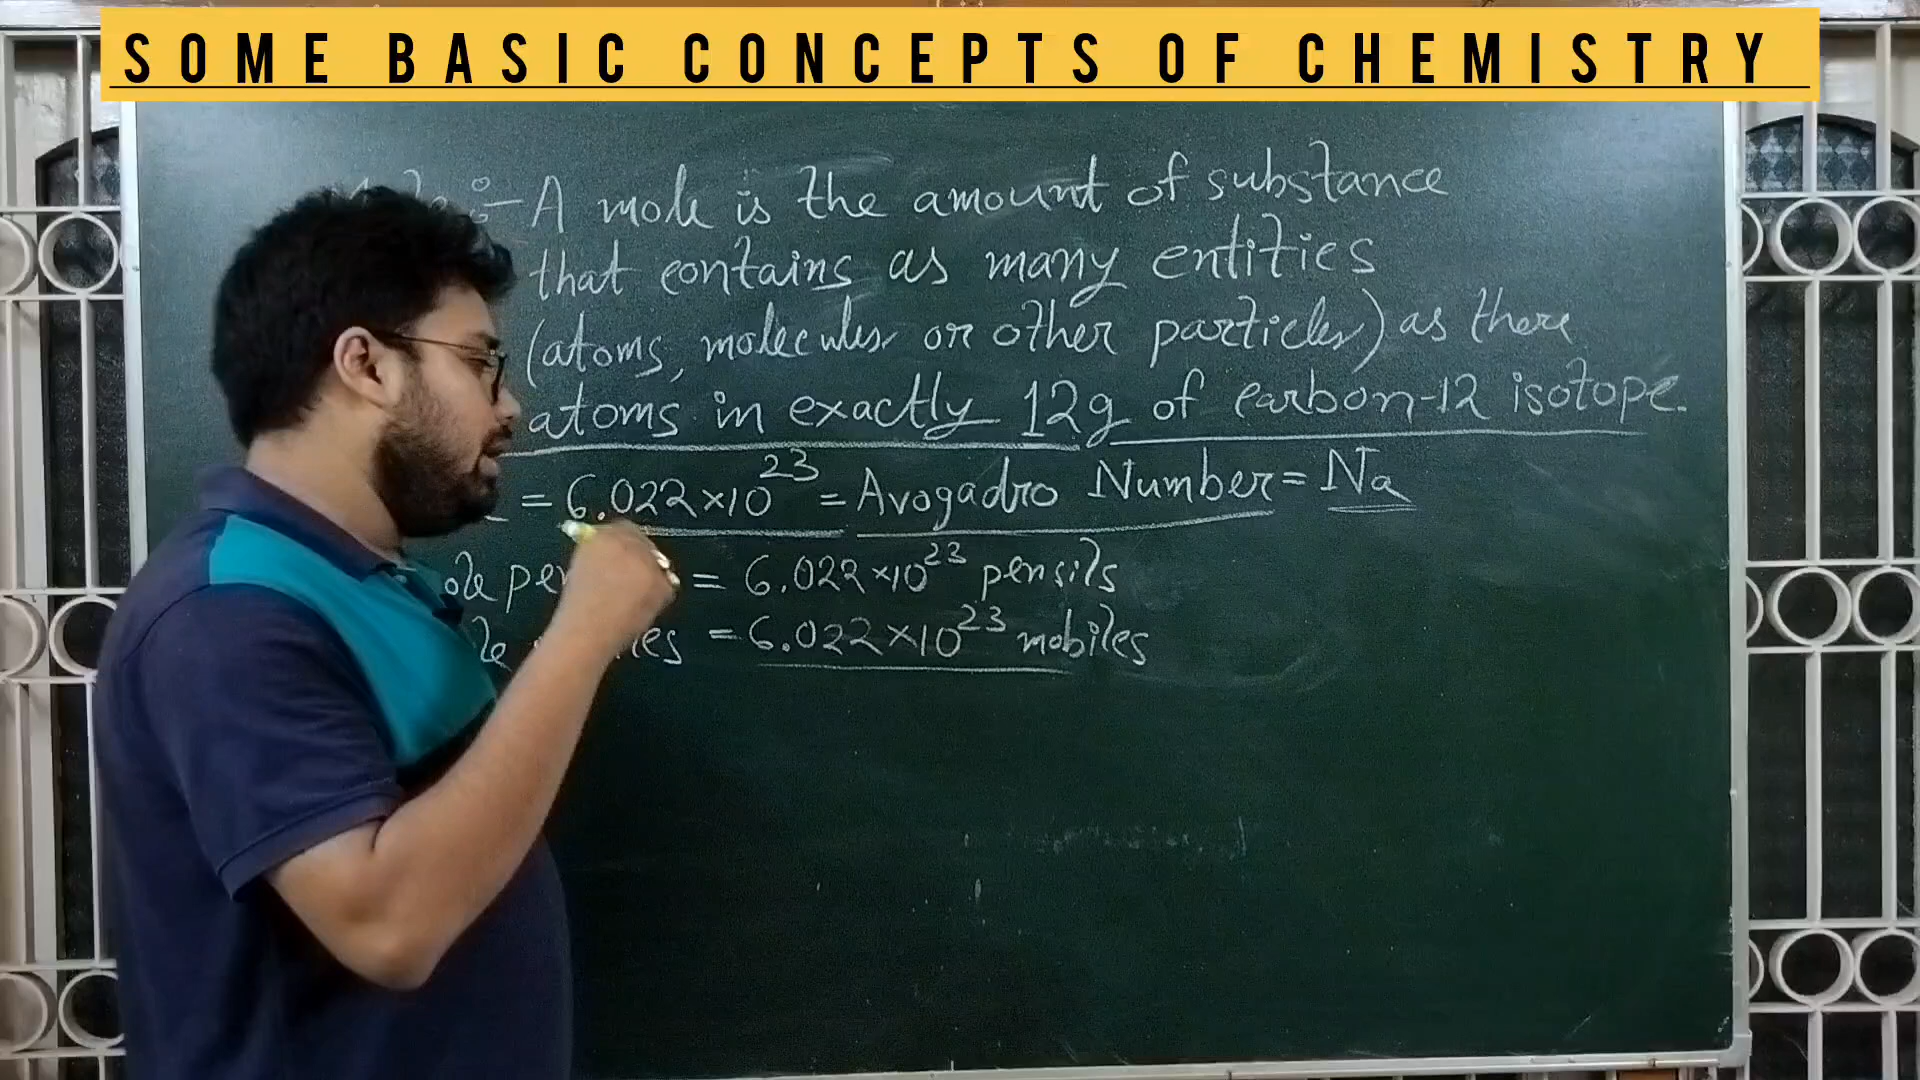 SOME BASIC CONCEPTS OF CHEMISTRY
:- A mole is the amount of substance
that contains as many entities
(atoms, molecules or other particles) as there
atoms in exactly 12g of carbon-12 isotope.
= 6.022×10²³ = Avogadro Number = Na
= 6.022×10²³ pensils
= 6.022×10²³ mobiles